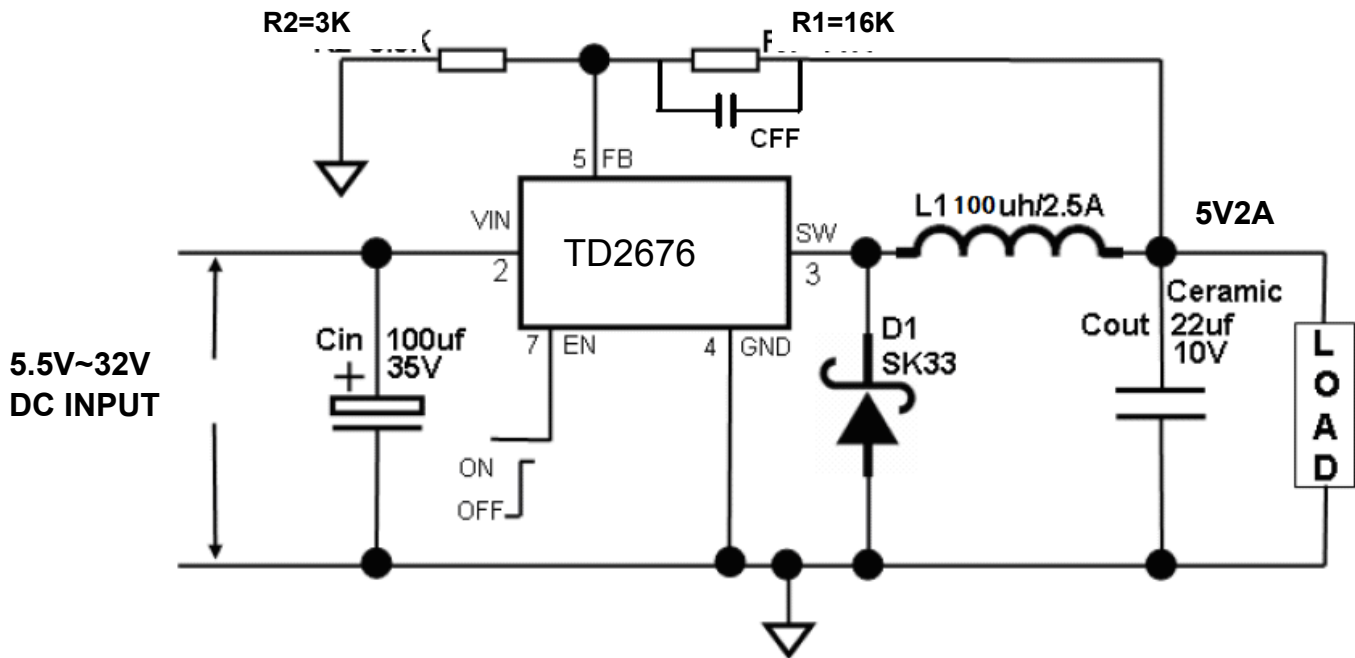 R2=3K
R1=16K
CFF
5 FB
L1 100uh/2.5A
5V2A
VIN
SW
TD2676
2
3
Ceramic
Cin 100uf
35V
+
7 EN
4 GND
D1
SK33
Cout 22uf
10V
5.5V~32V
DC INPUT
L
O
A
D
ON
OFF